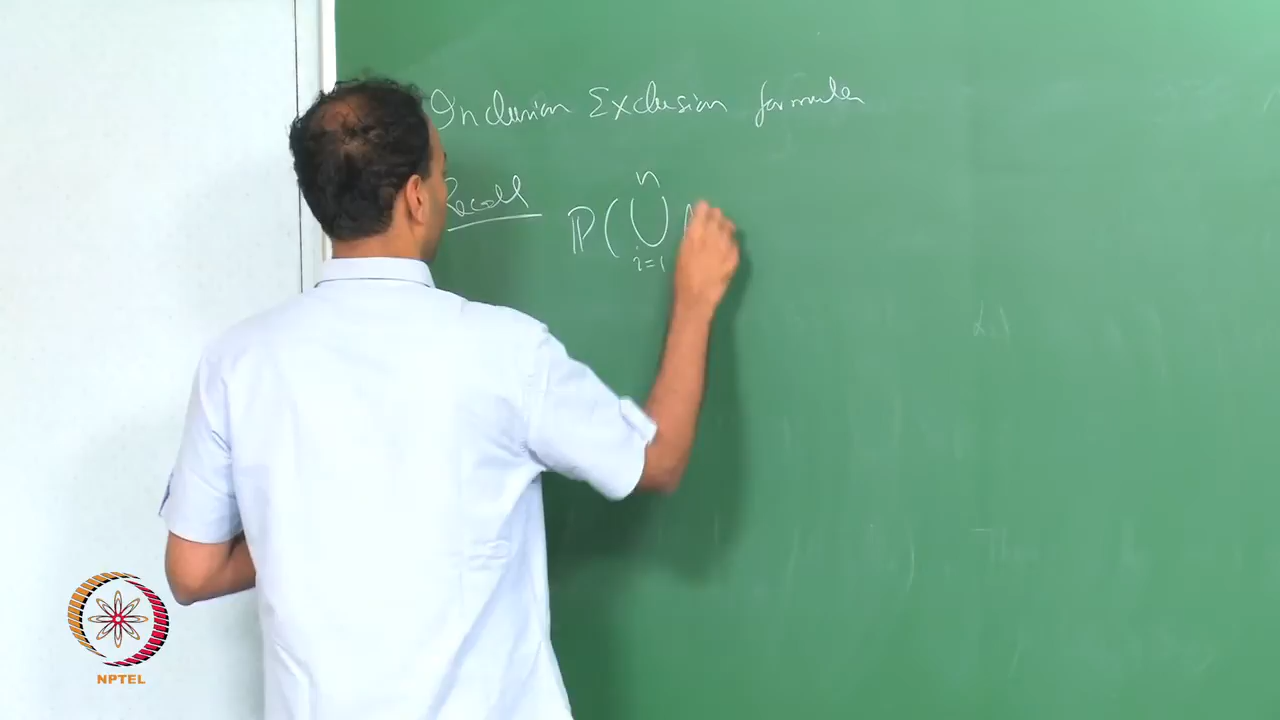 Inclusion Exclusion formula
Recall
P( ⋃ i=1 n
NPTEL